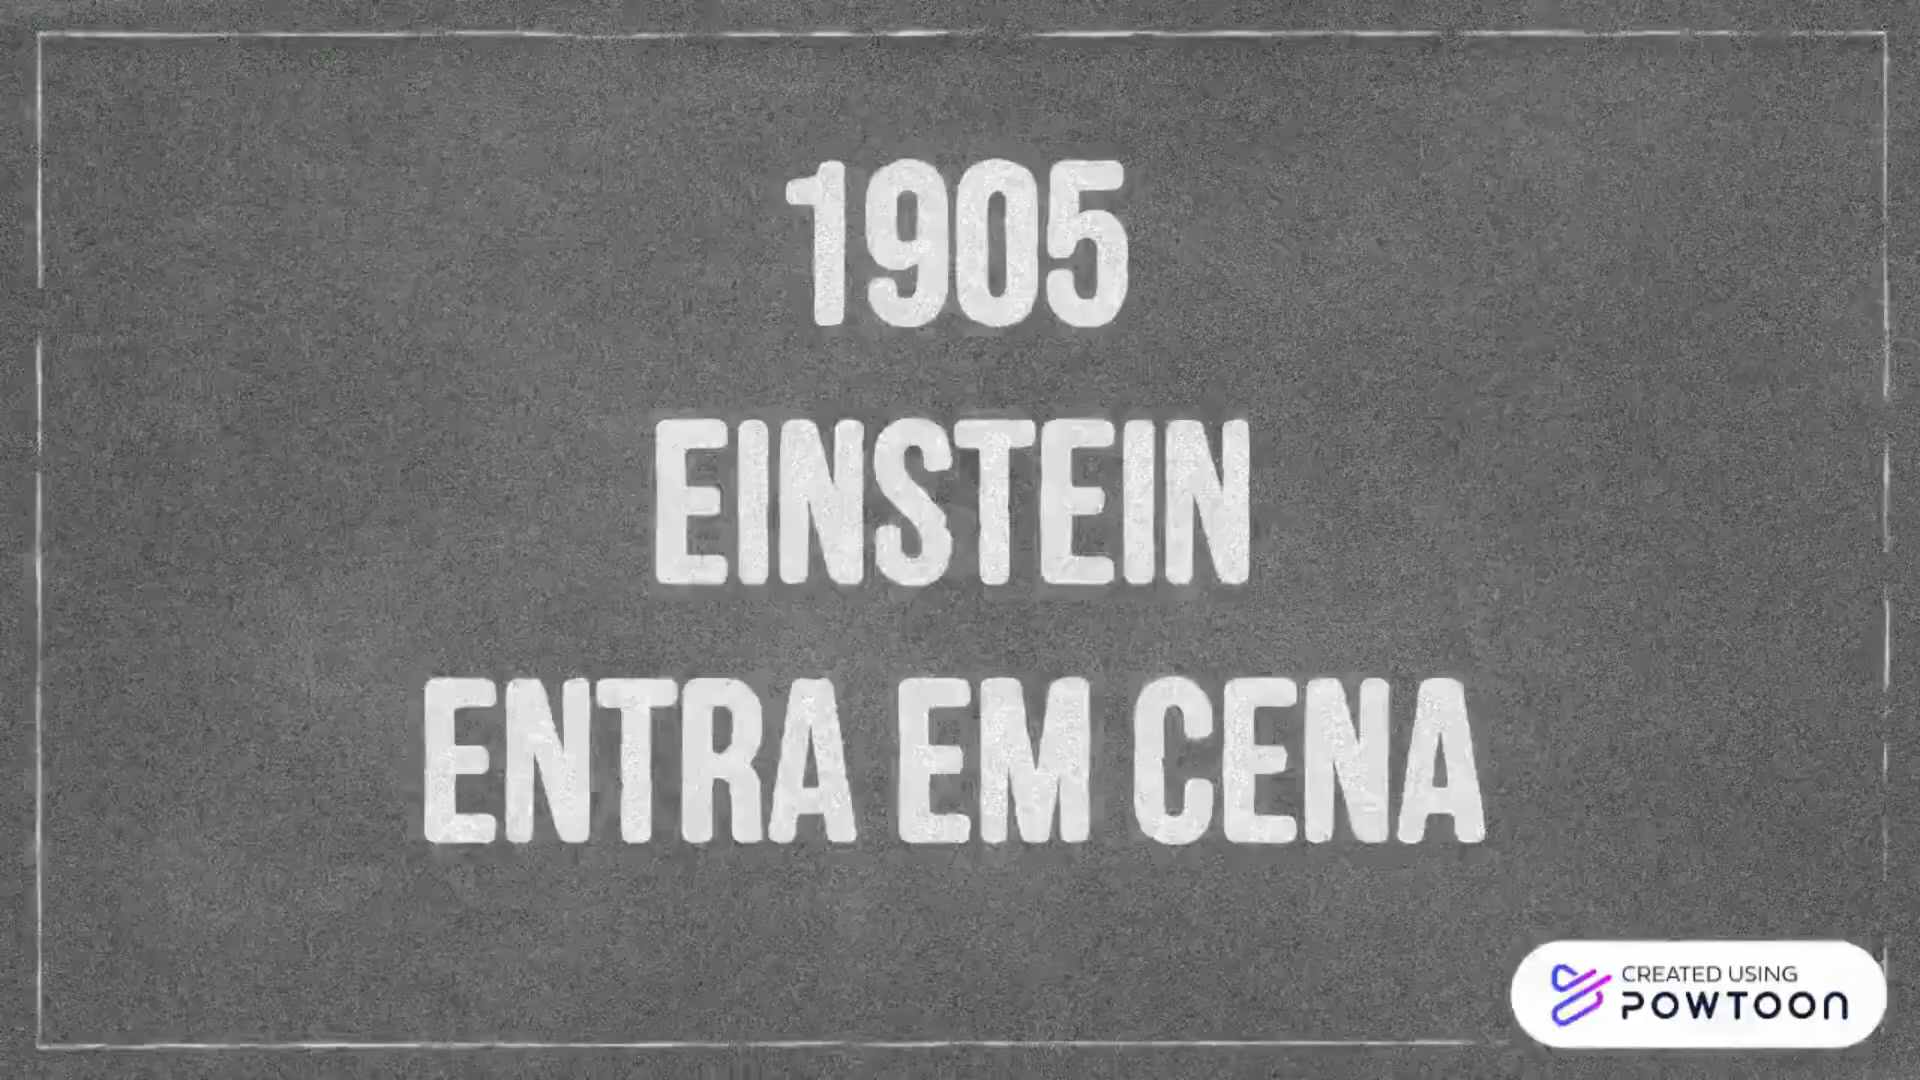 1905
EINSTEIN
ENTRA EM CENA
CREATED USING
POWTOON